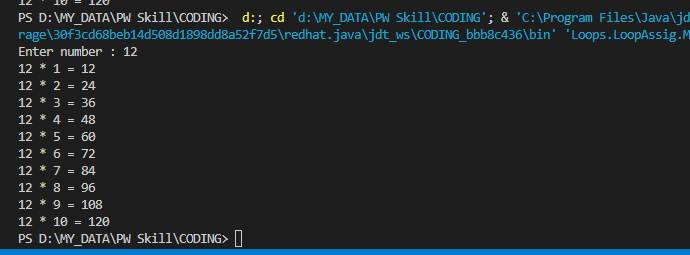 12 * 10 = 120
PS D:\MY_DATA\PW Skill\CODING>  d:; cd 'd:\MY_DATA\PW Skill\CODING'; & 'C:\Program Files\Java\jd
rage\30f3cd68beb14d508d1898dd8a52f7d5\redhat.java\jdt_ws\CODING_bbb8c436\bin' 'Loops.LoopAssig.M
Enter number : 12
12 * 1 = 12
12 * 2 = 24
12 * 3 = 36
12 * 4 = 48
12 * 5 = 60
12 * 6 = 72
12 * 7 = 84
12 * 8 = 96
12 * 9 = 108
12 * 10 = 120
PS D:\MY_DATA\PW Skill\CODING>